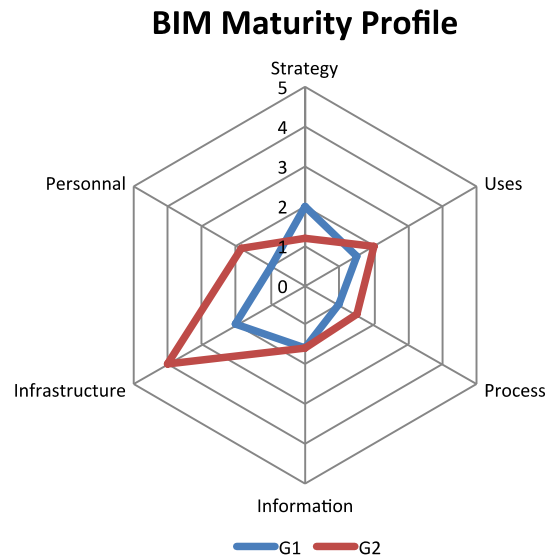 BIM Maturity Profile
Strategy
5
4
3
2
1
0
Personnal
Uses
Infrastructure
Process
Information
G1
G2